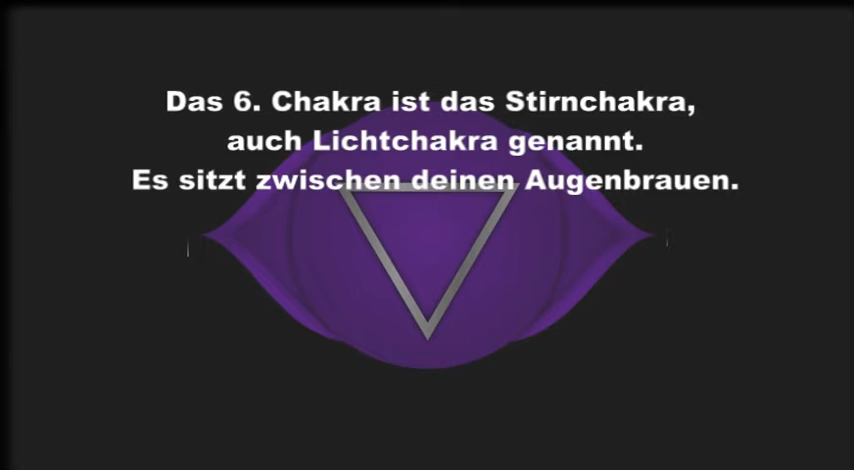 Das 6. Chakra ist das Stirnchakra,
auch Lichtchakra genannt.
Es sitzt zwischen deinen Augenbrauen.